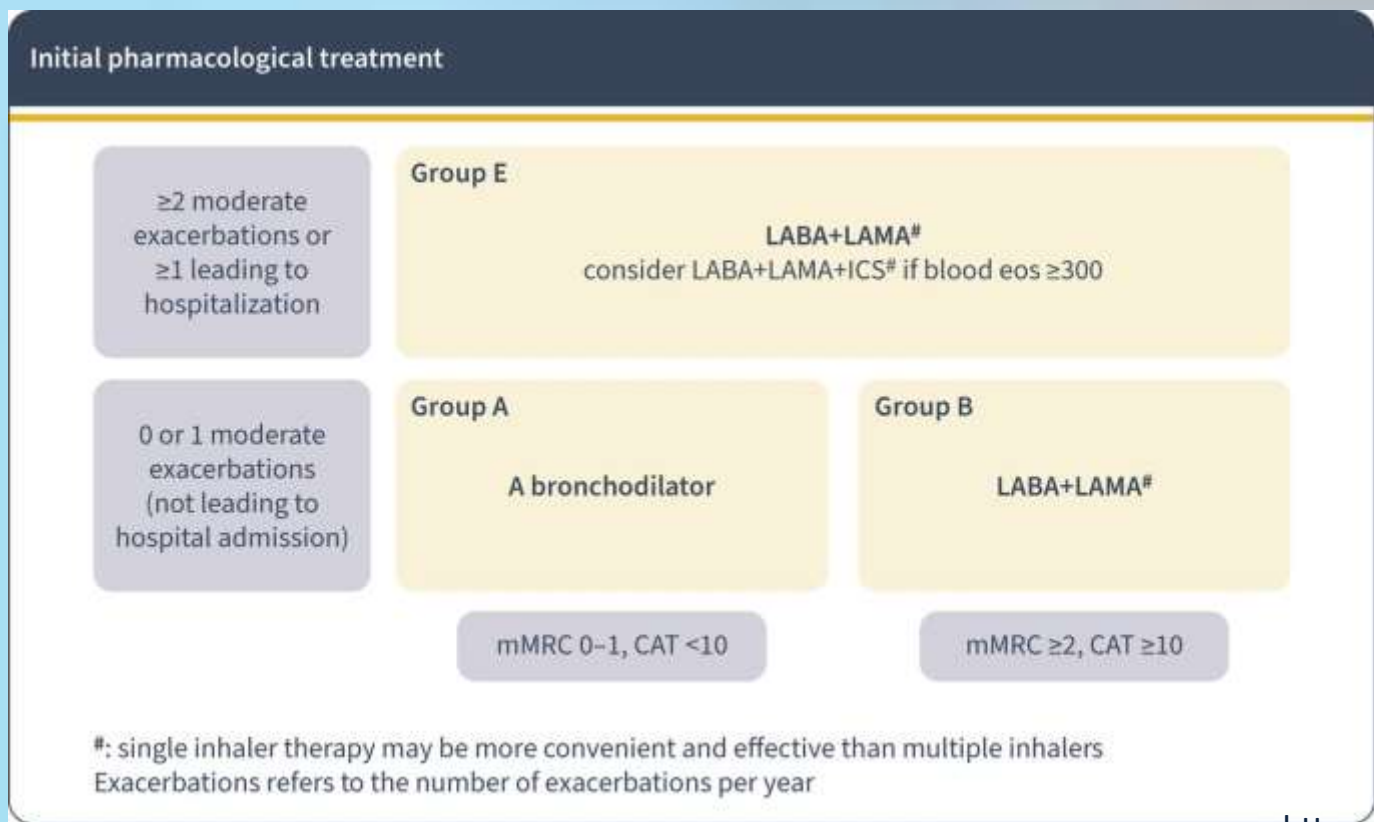 Initial pharmacological treatment
≥2 moderate
exacerbations or
≥1 leading to
hospitalization
Group E
LABA+LAMA#
consider LABA+LAMA+ICS# if blood eos ≥300
0 or 1 moderate
exacerbations
(not leading to
hospital admission)
Group A
A bronchodilator
Group B
LABA+LAMA#
mMRC 0–1, CAT <10
mMRC ≥2, CAT ≥10
#: single inhaler therapy may be more convenient and effective than multiple inhalers
Exacerbations refers to the number of exacerbations per year